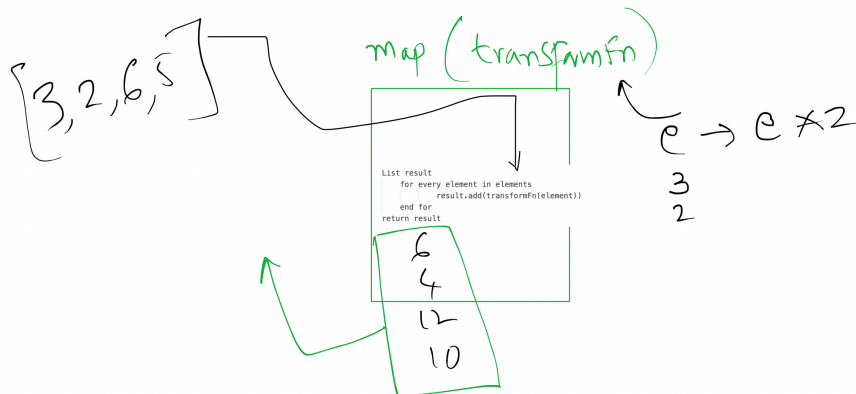 [3,2,6,5]
map (transformFn)
e → e *2
3
2
List result
for every element in elements
result.add(transformFn(element))
end for
return result
6
4
12
10